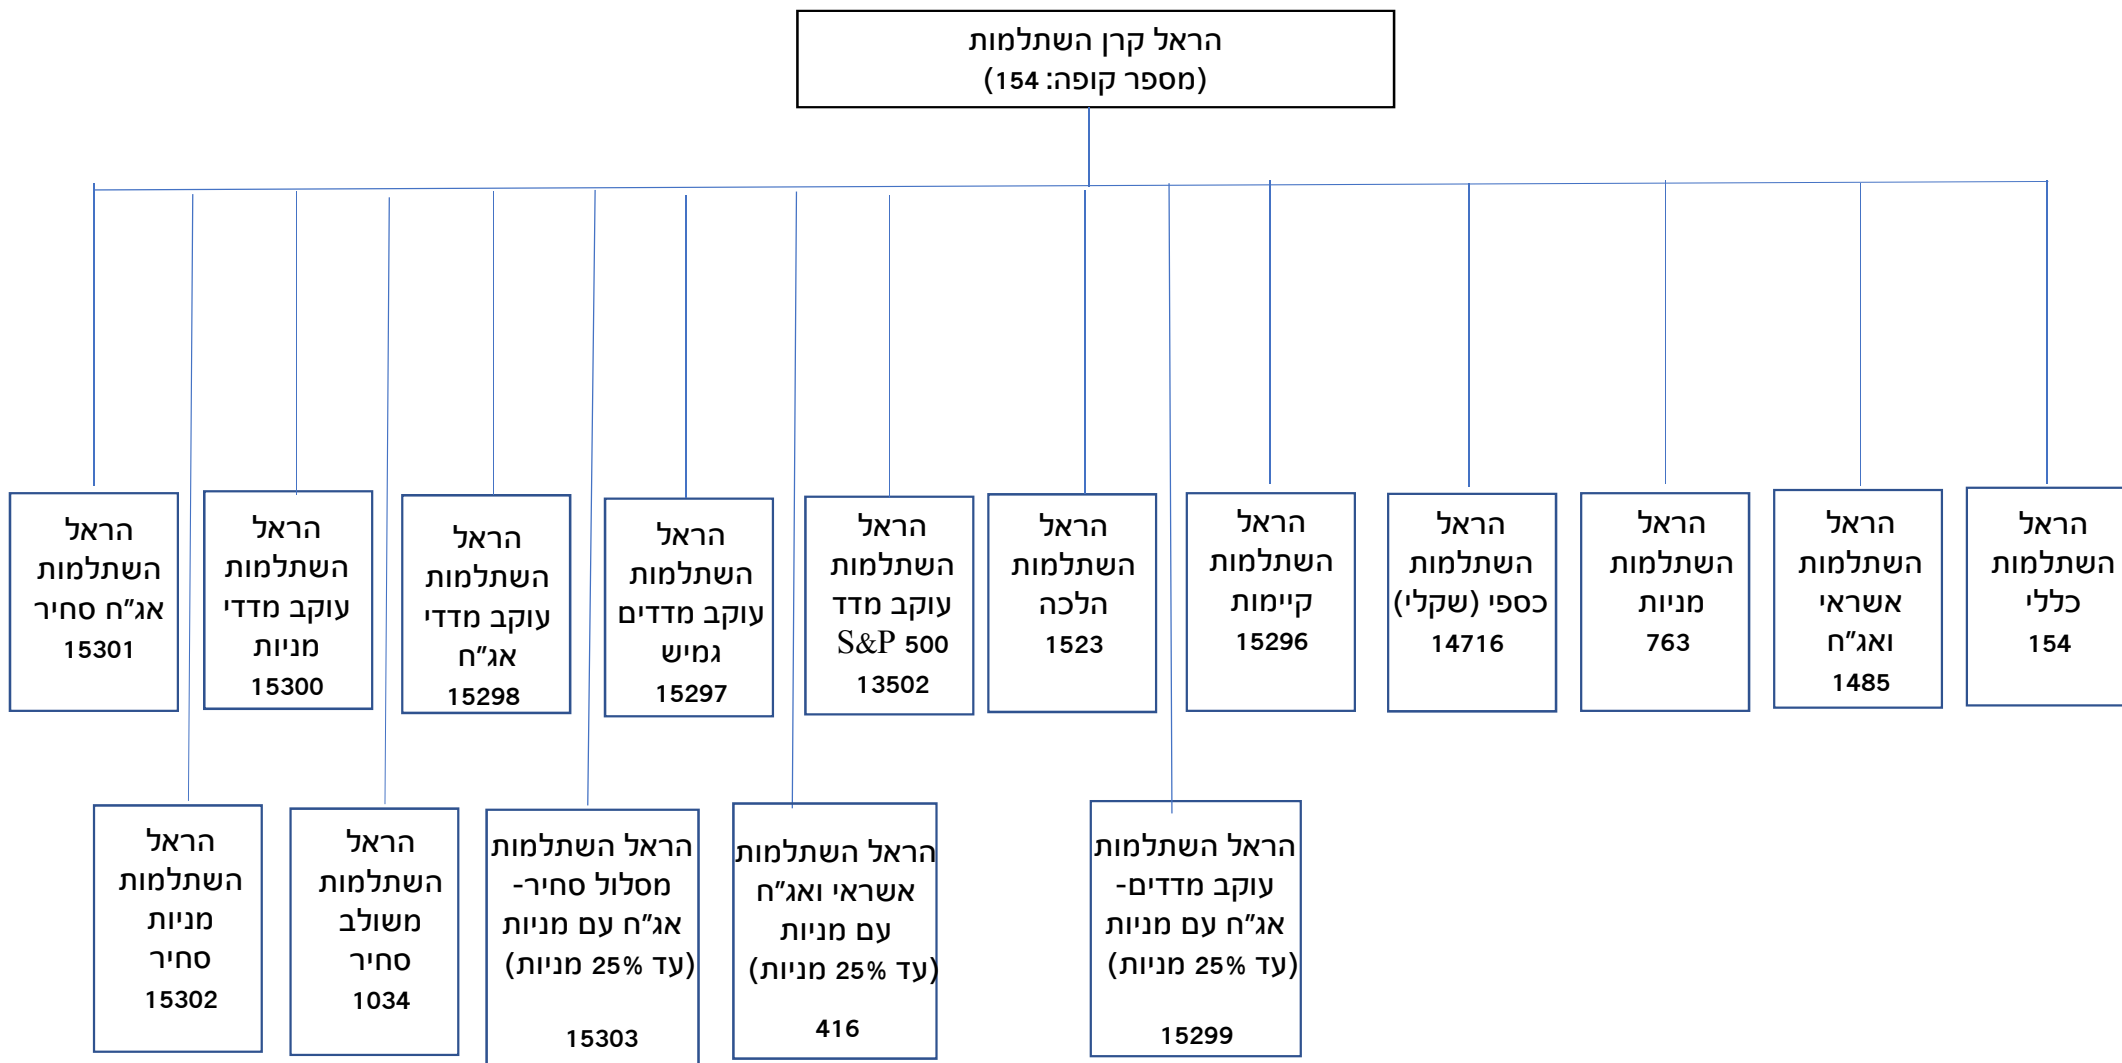 הראל קרן השתלמות
(מספר קופה: 154)
הראל
השתלמות
כללי
154
הראל
השתלמות
אשראי
ואג"ח
1485
הראל
השתלמות
מניות
763
הראל
השתלמות
כספי (שקלי)
14716
הראל
השתלמות
קיימות
15296
הראל
השתלמות
הלכה
1523
הראל
השתלמות
עוקב מדד
S&P 500
13502
הראל
השתלמות
עוקב מדדים
גמיש
15297
הראל
השתלמות
עוקב מדדי
אג"ח
15298
הראל
השתלמות
עוקב מדדי
מניות
15300
הראל
השתלמות
אג"ח סחיר
15301
הראל השתלמות
עוקב מדדים-
אג"ח עם מניות
(עד 25% מניות)
15299
הראל השתלמות
אשראי ואג"ח
עם מניות
(עד 25% מניות)
416
הראל השתלמות
מסלול סחיר-
אג"ח עם מניות
(עד 25% מניות)
15303
הראל
השתלמות
משולב
סחיר
1034
הראל
השתלמות
מניות
סחיר
15302